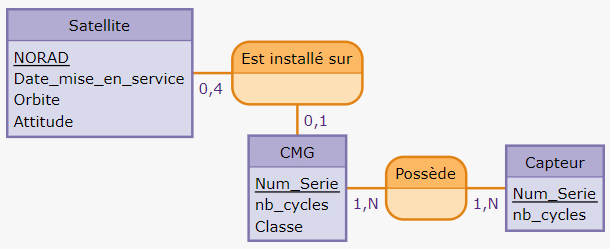 Satellite
NORAD
Date_mise_en_service
Orbite
Attitude
Est installé sur
0,4
0,1
CMG
Num_Serie
nb_cycles
Classe
Possède
1,N
1,N
Capteur
Num_Serie
nb_cycles